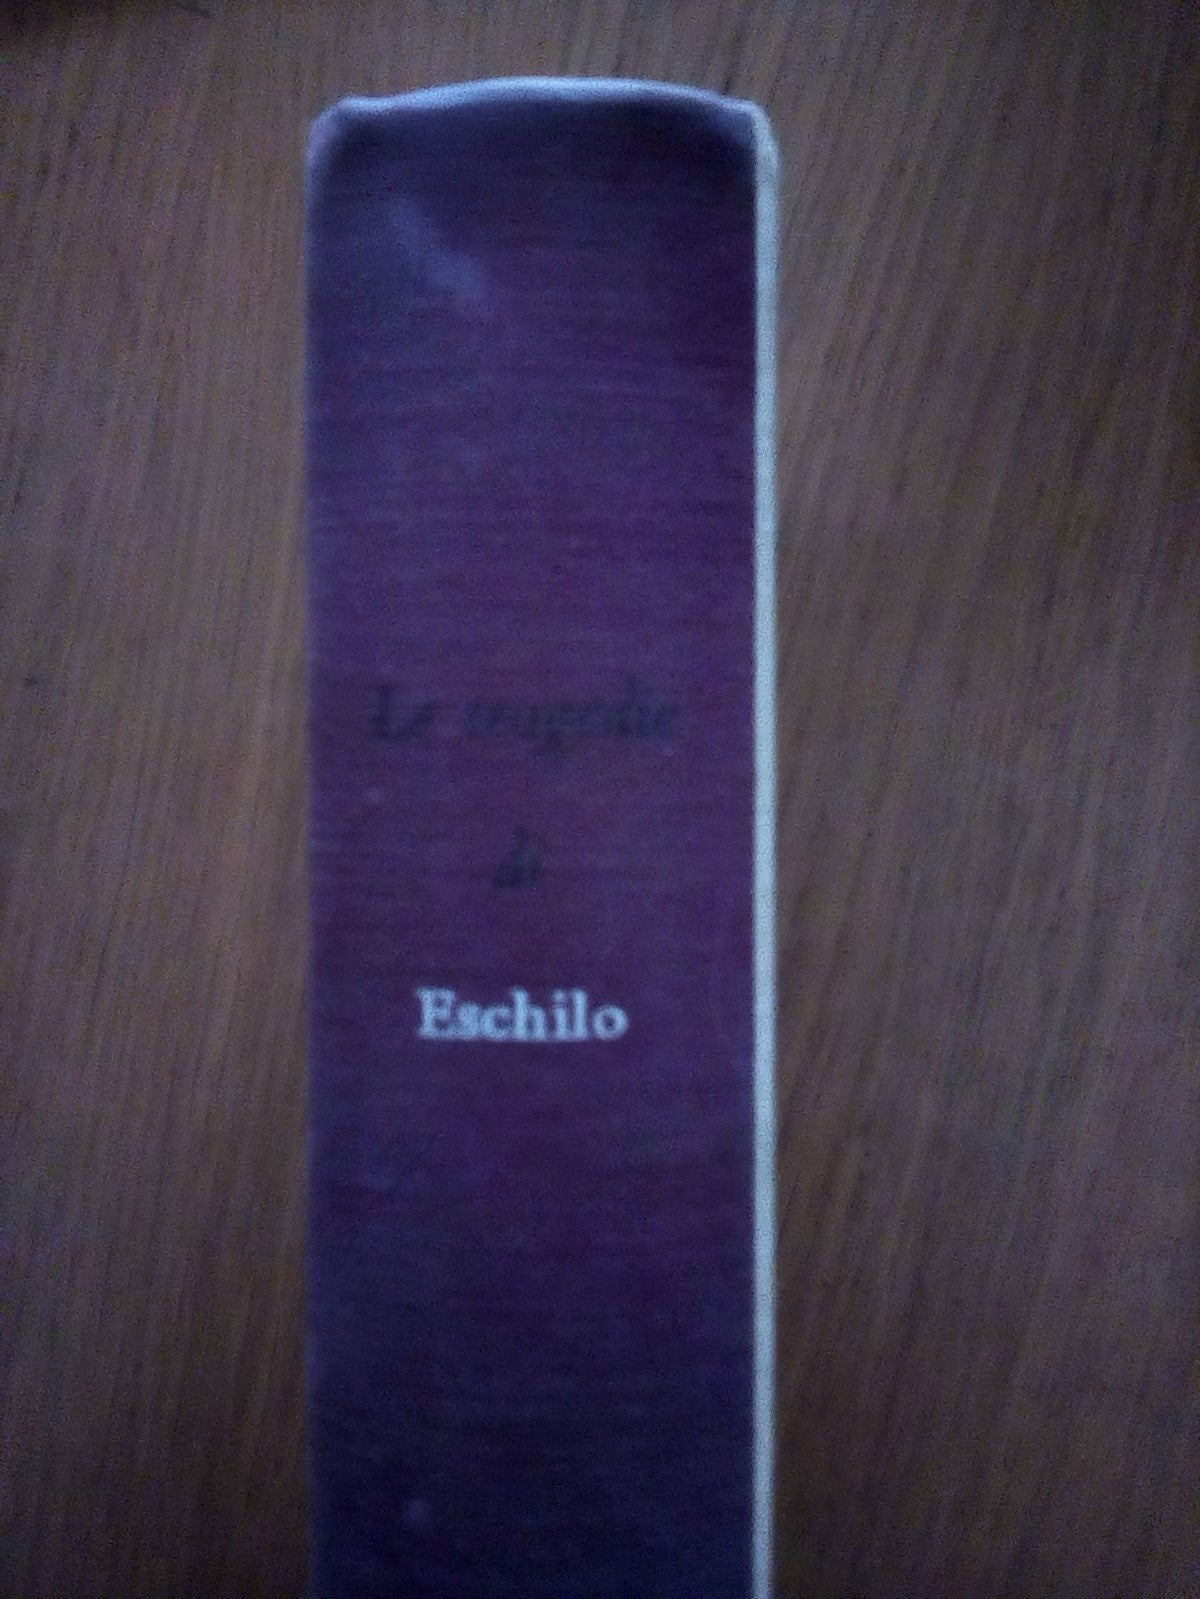 Le tragedie
di
Eschilo